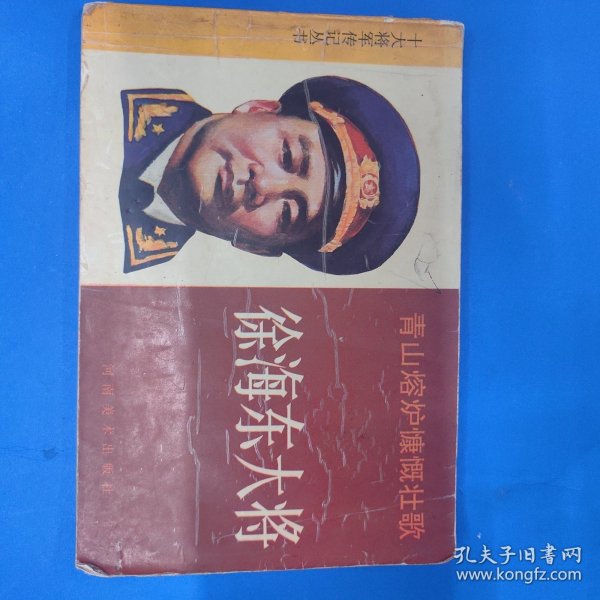 十大将军传记丛书
青山熔炉慷慨壮歌
徐海东大将
河南美术出版社
孔夫子旧书网
www.kongfz.com